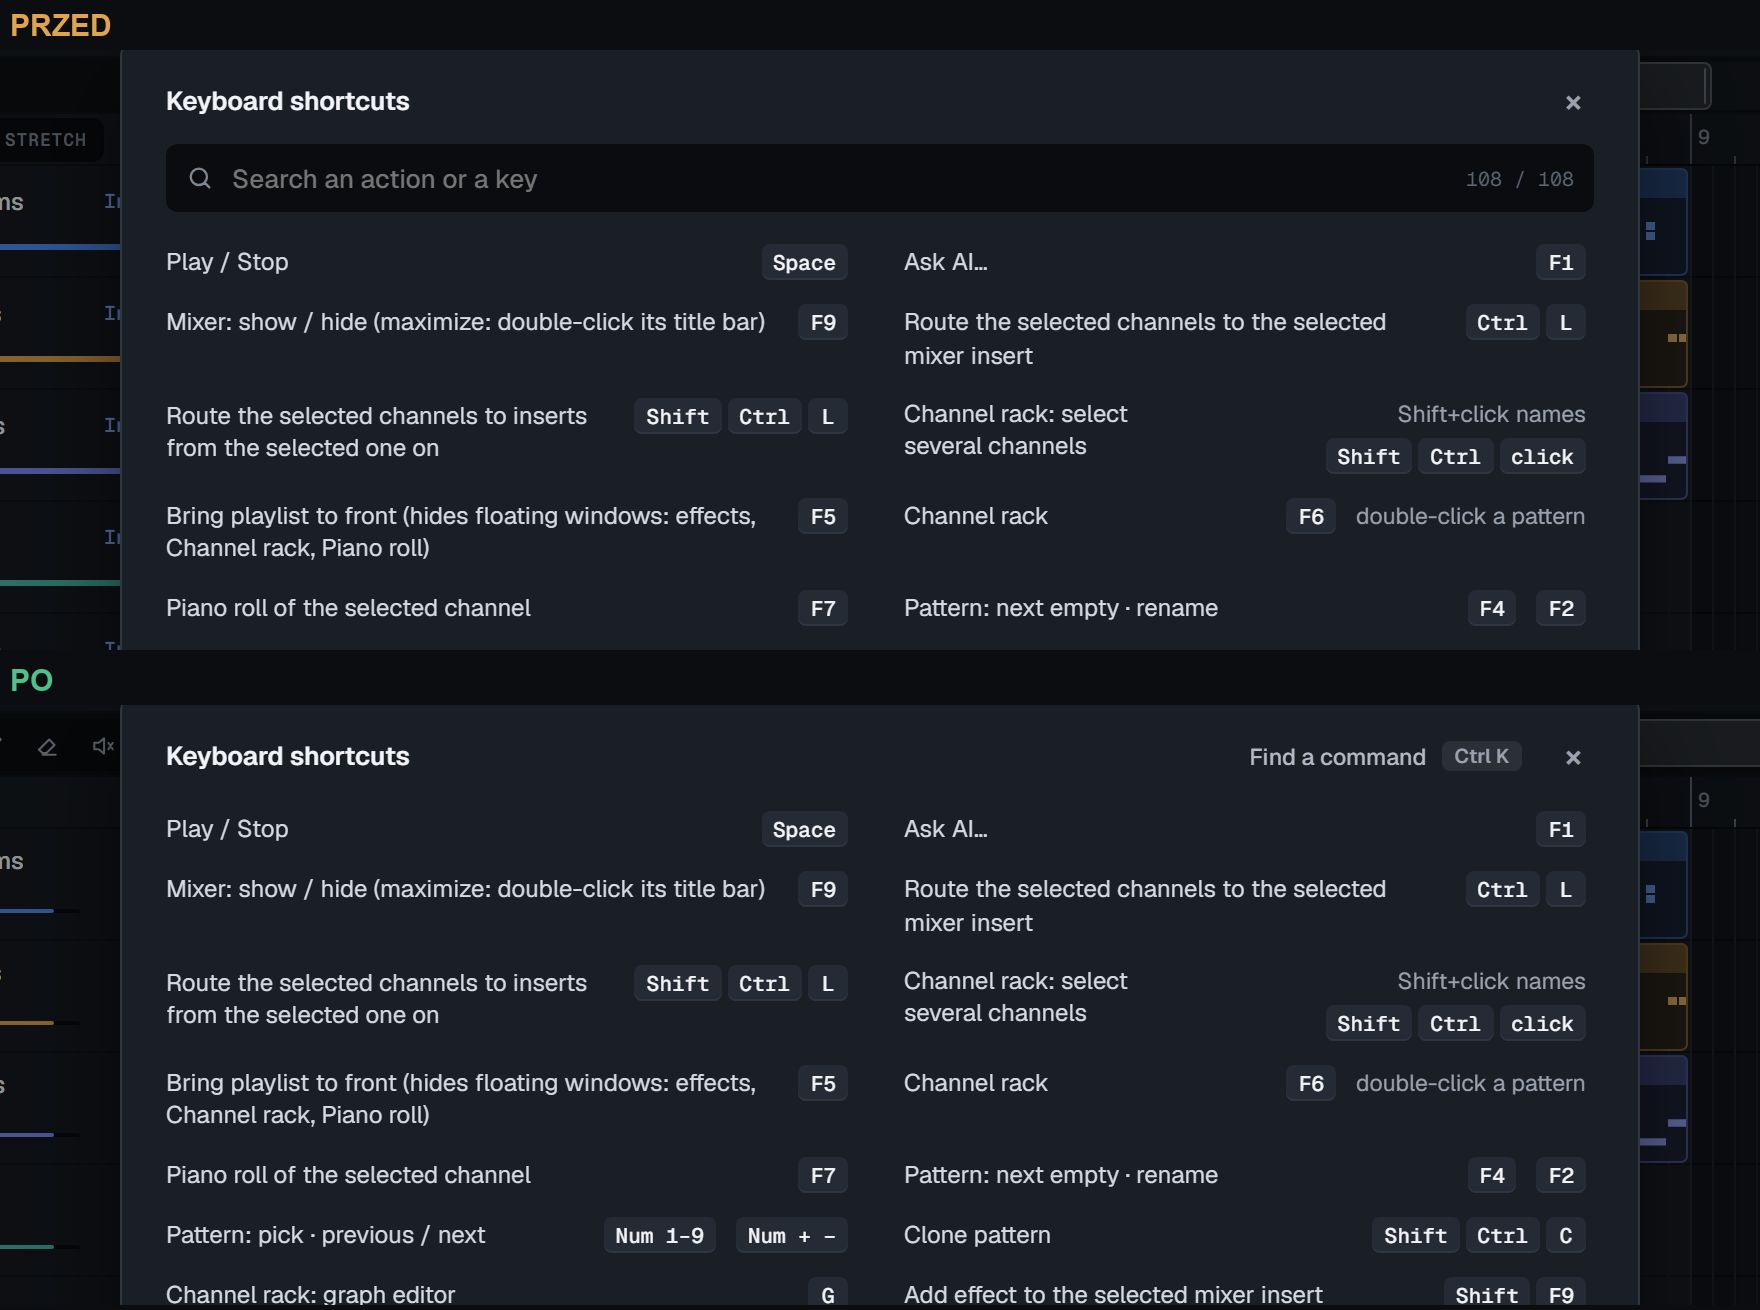 PRZED
Keyboard shortcuts ×
STRETCH
9
Search an action or a key 108 / 108
ms
Play / Stop Space
Ask AI... F1
Mixer: show / hide (maximize: double-click its title bar) F9
Route the selected channels to the selected Ctrl L
mixer insert
Route the selected channels to inserts Shift Ctrl L
from the selected one on
Channel rack: select Shift+click names
several channels Shift Ctrl click
Bring playlist to front (hides floating windows: effects, F5
Channel rack, Piano roll)
Channel rack F6 double-click a pattern
Piano roll of the selected channel F7
Pattern: next empty · rename F4 F2
PO
Keyboard shortcuts Find a command Ctrl K ×
9
ms
Play / Stop Space
Ask AI... F1
Mixer: show / hide (maximize: double-click its title bar) F9
Route the selected channels to the selected Ctrl L
mixer insert
Route the selected channels to inserts Shift Ctrl L
from the selected one on
Channel rack: select Shift+click names
several channels Shift Ctrl click
Bring playlist to front (hides floating windows: effects, F5
Channel rack, Piano roll)
Channel rack F6 double-click a pattern
Piano roll of the selected channel F7
Pattern: next empty · rename F4 F2
Pattern: pick · previous / next Num 1-9 Num + -
Clone pattern Shift Ctrl C
Channel rack: graph editor G
Add effect to the selected mixer insert Shift F9